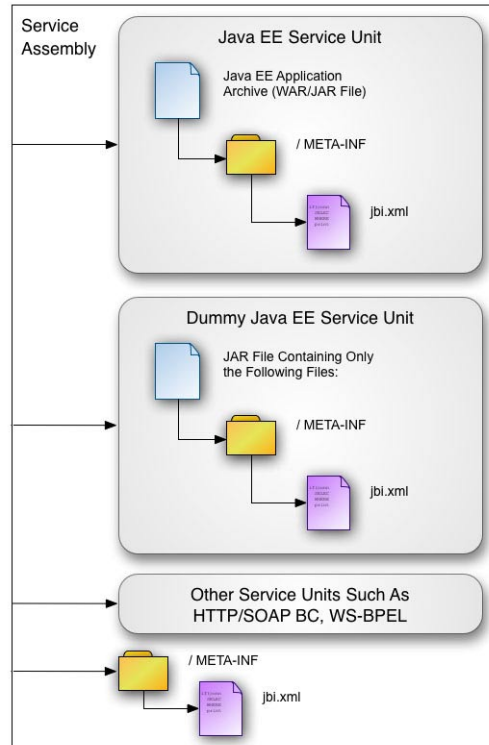 Service
Assembly
Java EE Service Unit
Java EE Application
Archive (WAR/JAR File)
/ META-INF
jbi.xml
Dummy Java EE Service Unit
JAR File Containing Only
the Following Files:
/ META-INF
jbi.xml
Other Service Units Such As
HTTP/SOAP BC, WS-BPEL
/ META-INF
jbi.xml